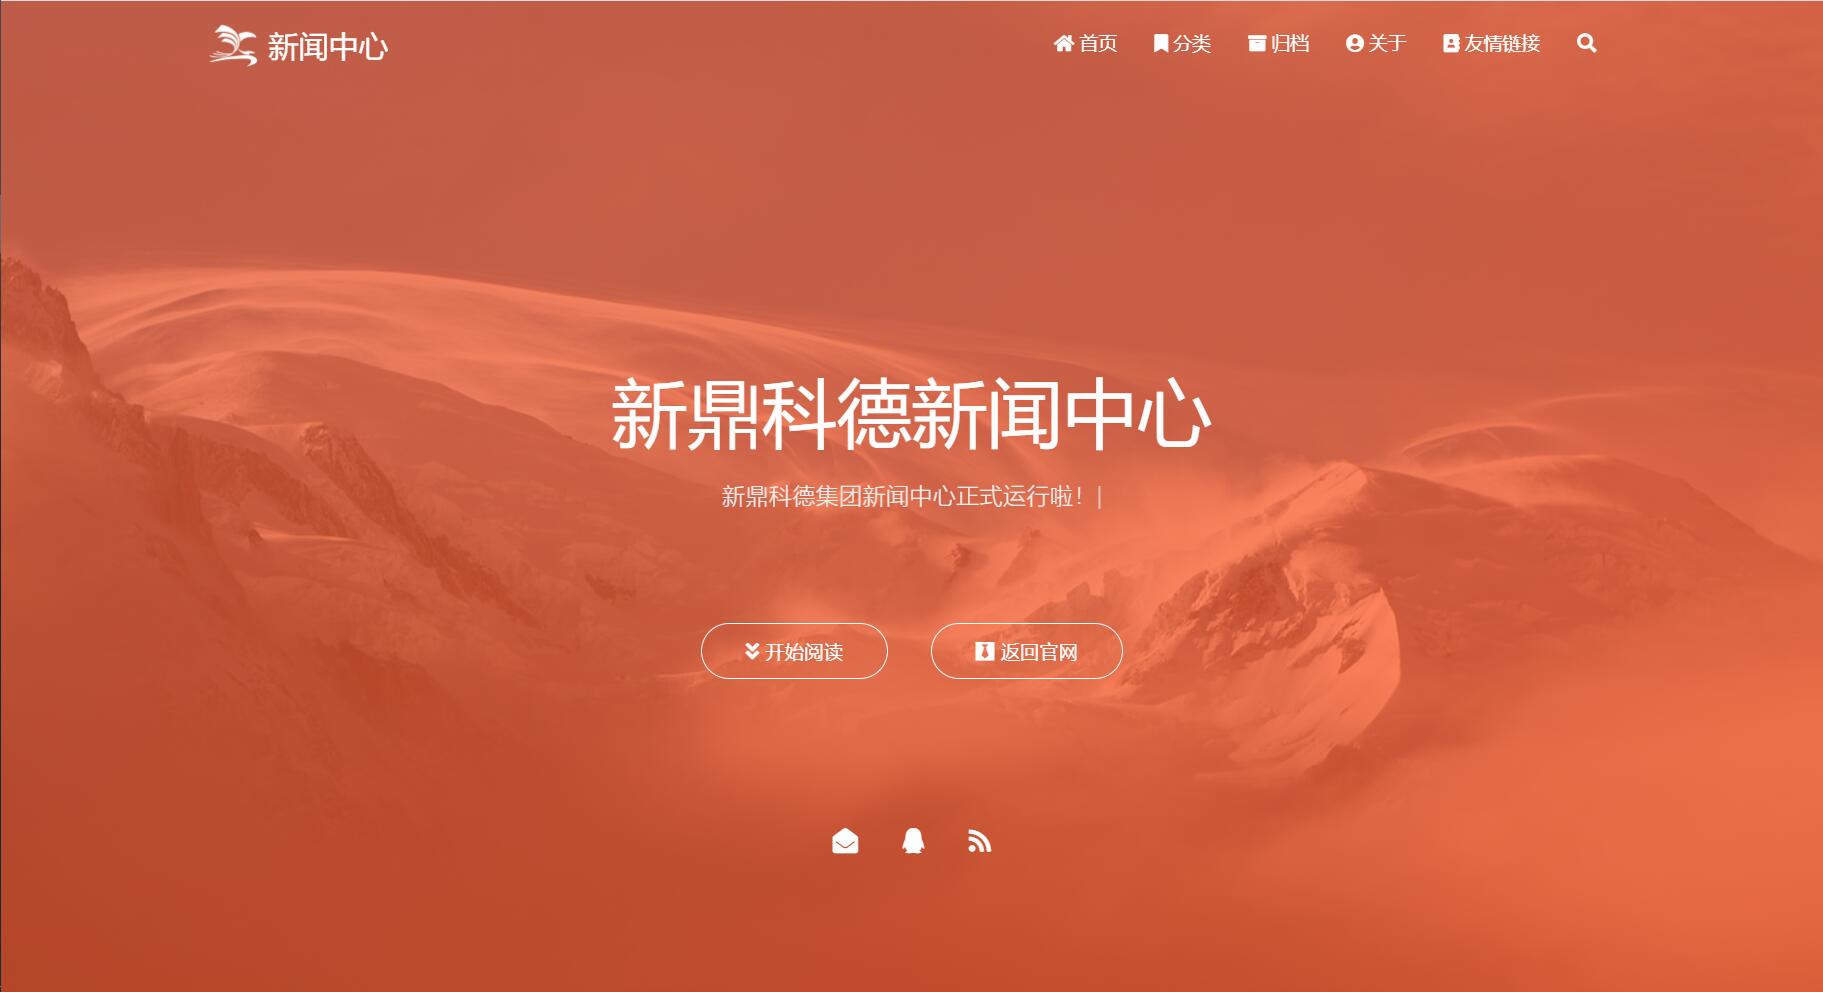 新闻中心
首页 分类 归档 关于 友情链接
新鼎科德新闻中心
新鼎科德集团新闻中心正式运行啦！|
开始阅读 返回官网